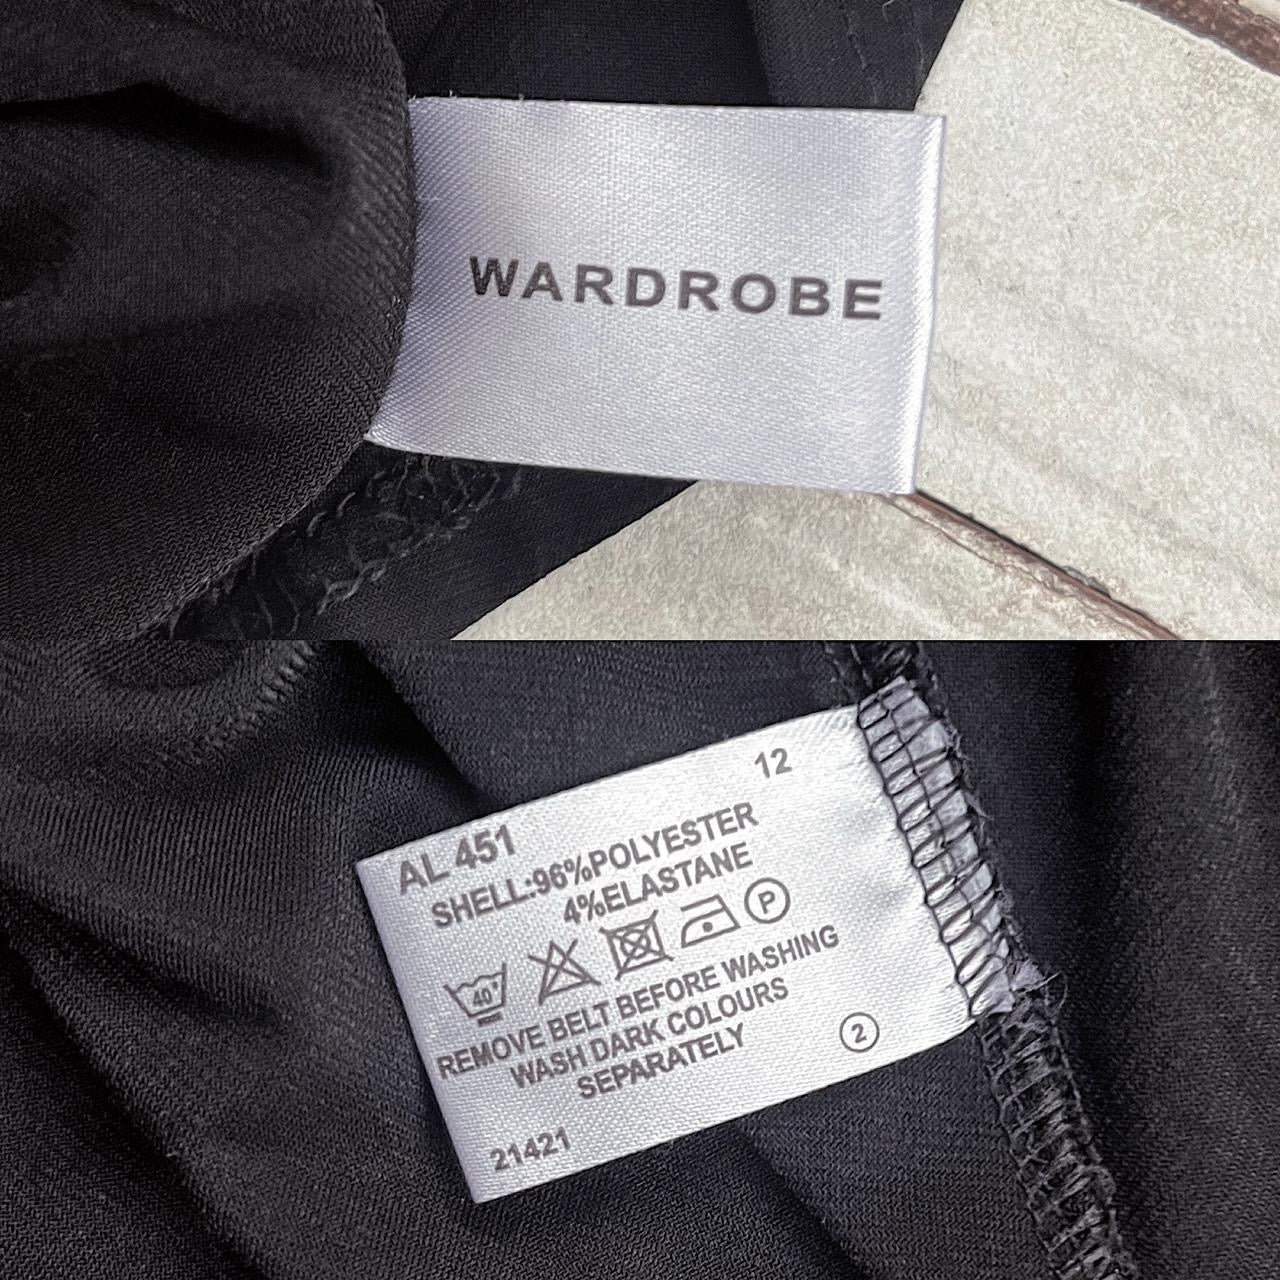 WARDROBE
12
AL 451
SHELL:96%POLYESTER
4%ELASTANE
40° P
REMOVE BELT BEFORE WASHING
WASH DARK COLOURS
SEPARATELY
2
21421